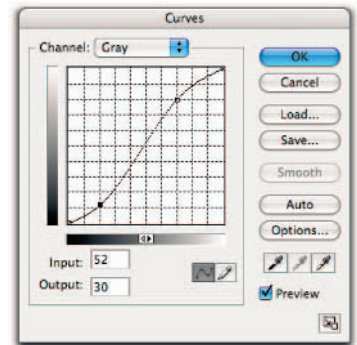 Curves
Channel: Gray
OK
Cancel
Load...
Save...
Smooth
Auto
Options...
Input: 52
Output: 30
Preview